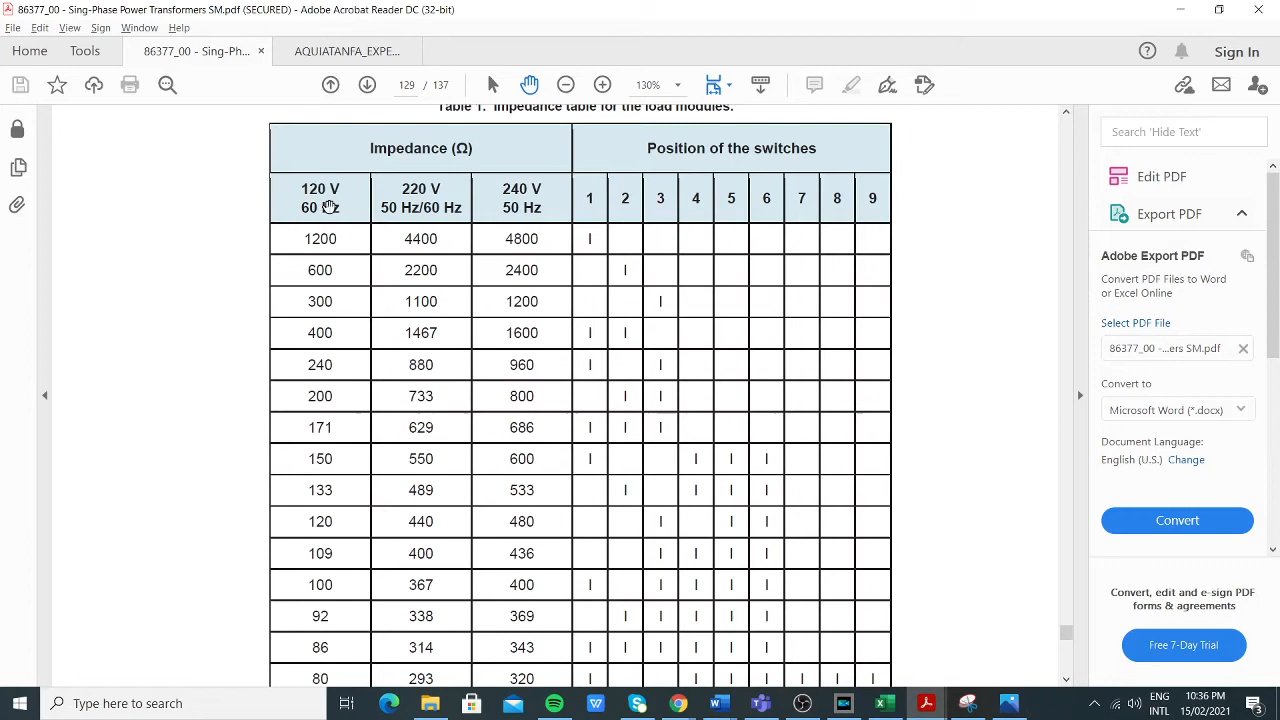 86377_00 - Sing-Phase Power Transformers SM.pdf (SECURED) - Adobe Acrobat Reader DC (32-bit)
File Edit View Sign Window Help
Home Tools 86377_00 - Sing-Ph... × AQUIATANFA_EXPE... Sign In
129 / 137 130%
Table 1. Impedance table for the load modules.
Impedance (Ω) Position of the switches
120 V 60 Hz 220 V 50 Hz/60 Hz 240 V 50 Hz 1 2 3 4 5 6 7 8 9
1200 4400 4800 I
600 2200 2400 I
300 1100 1200 I
400 1467 1600 I I
240 880 960 I I
200 733 800 I I
171 629 686 I I I
150 550 600 I I I I
133 489 533 I I I I
120 440 480 I I I
109 400 436 I I I I
100 367 400 I I I I I
92 338 369 I I I I I
86 314 343 I I I I I I
80 293 320 I I I I I I I
Search 'Hide Text'
Edit PDF
Export PDF
Adobe Export PDF
Convert PDF Files to Word
or Excel Online
Select PDF File
86377_00 -...ers SM.pdf ×
Convert to
Microsoft Word (*.docx)
Document Language:
English (U.S.) Change
Convert
Convert, edit and e-sign PDF
forms & agreements
Free 7-Day Trial
Type here to search
ENG
INTL
10:36 PM
15/02/2021